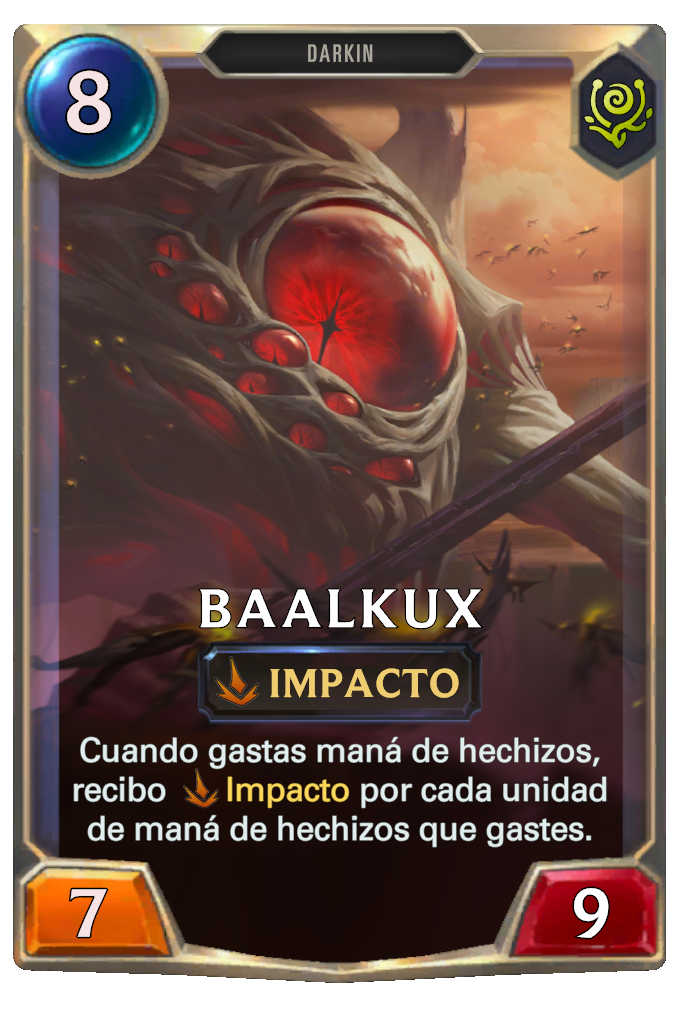 DARKIN
8
BAALKUX
IMPACTO
Cuando gastas maná de hechizos,
recibo Impacto por cada unidad
de maná de hechizos que gastes.
7
9